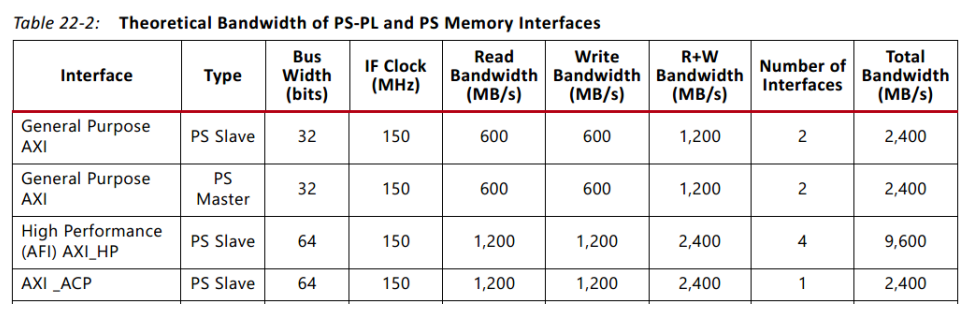 Table 22-2: Theoretical Bandwidth of PS-PL and PS Memory Interfaces
Interface Type Bus Width (bits) IF Clock (MHz) Read Bandwidth (MB/s) Write Bandwidth (MB/s) R+W Bandwidth (MB/s) Number of Interfaces Total Bandwidth (MB/s)
General Purpose AXI PS Slave 32 150 600 600 1,200 2 2,400
General Purpose AXI PS Master 32 150 600 600 1,200 2 2,400
High Performance (AFI) AXI_HP PS Slave 64 150 1,200 1,200 2,400 4 9,600
AXI _ACP PS Slave 64 150 1,200 1,200 2,400 1 2,400